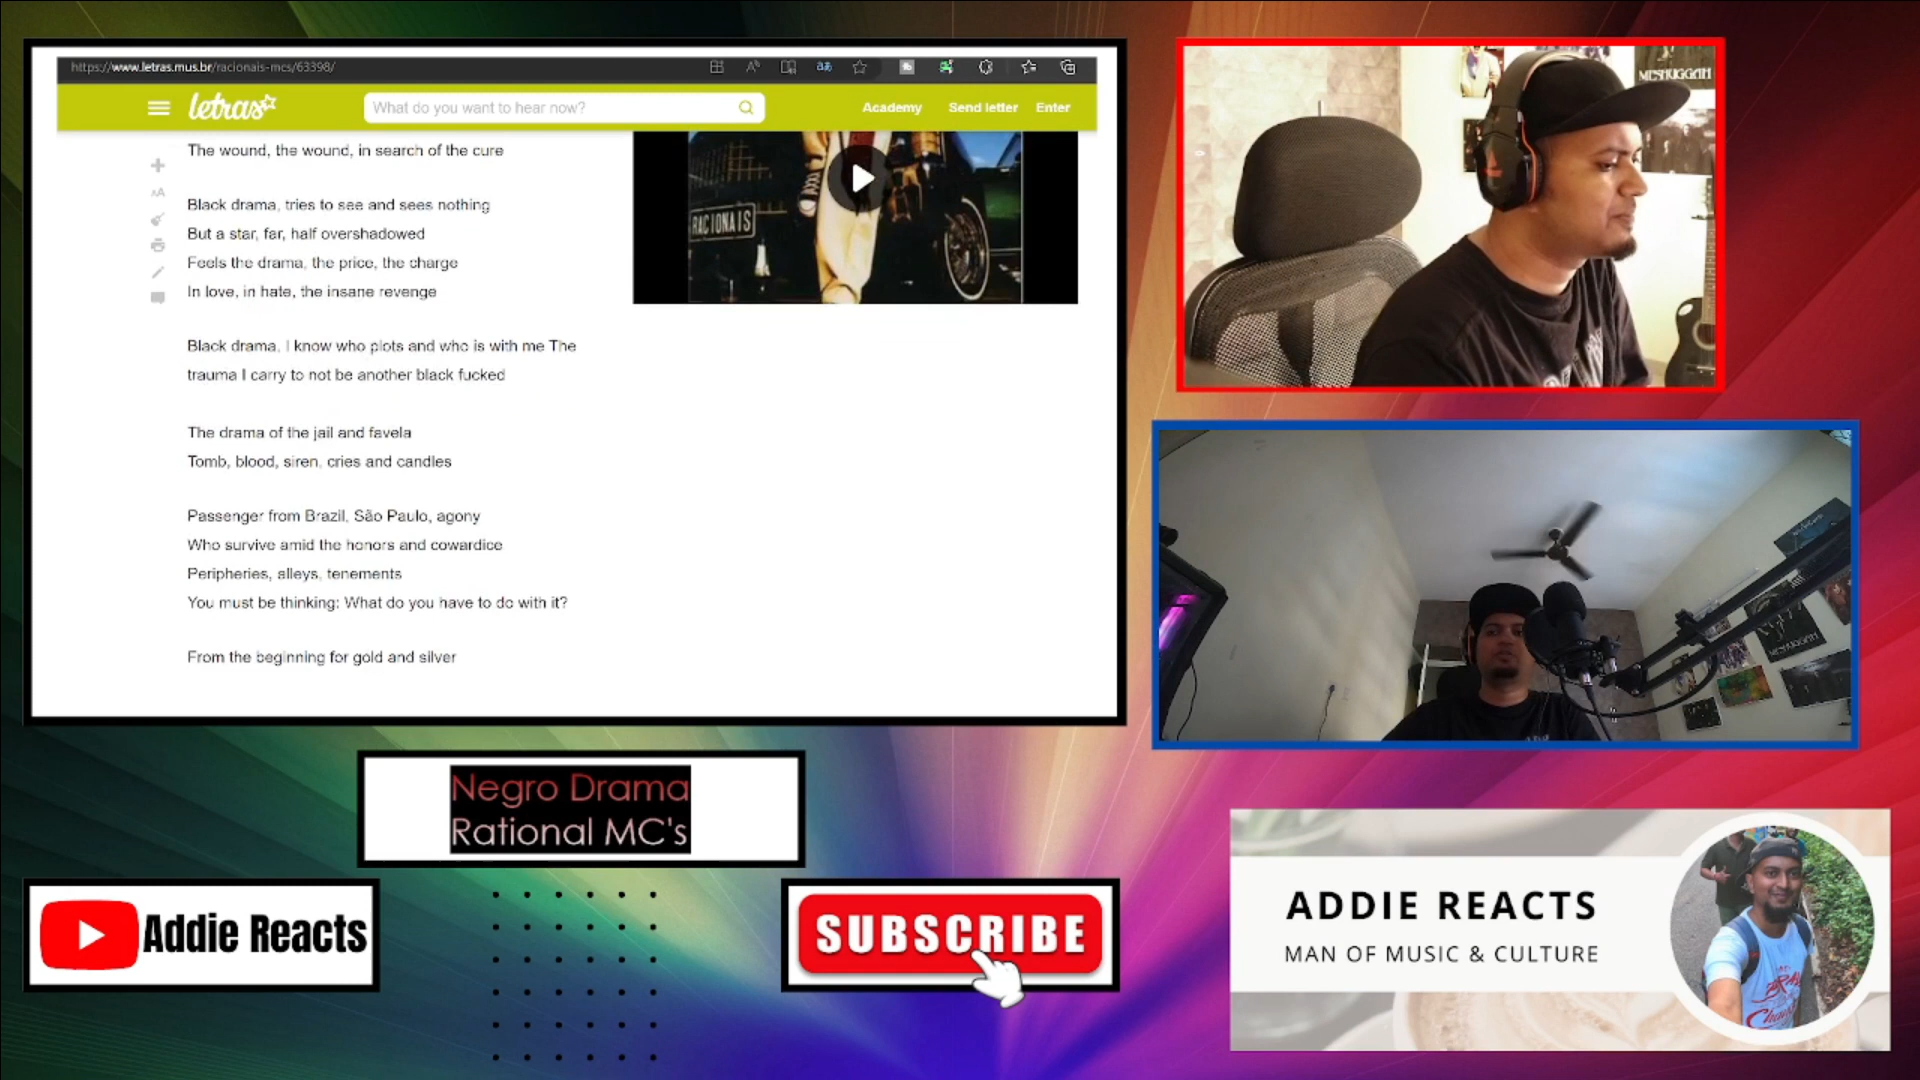 https://www.letras.mus.br/racionais-mcs/63398/
letras
What do you want to hear now?
Academy
Send letter
Enter
The wound, the wound, in search of the cure
Black drama, tries to see and sees nothing
But a star, far, half overshadowed
Feels the drama, the price, the charge
In love, in hate, the insane revenge
Black drama, I know who plots and who is with me The
trauma I carry to not be another black fucked
The drama of the jail and favela
Tomb, blood, siren, cries and candles
Passenger from Brazil, São Paulo, agony
Who survive amid the honors and cowardice
Peripheries, alleys, tenements
You must be thinking: What do you have to do with it?
From the beginning for gold and silver
RACIONAIS
MESHUGGAH
MESHUGGAH
Negro Drama
Rational MC's
Addie Reacts
SUBSCRIBE
ADDIE REACTS
MAN OF MUSIC & CULTURE